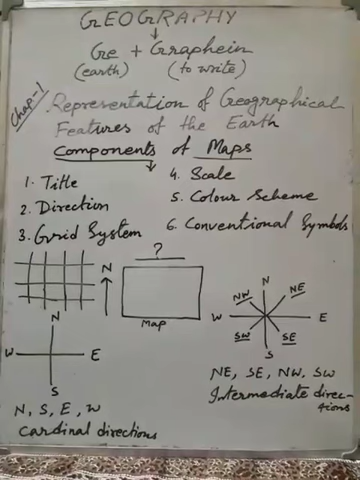 GEOGRAPHY
Ge + Graphein
(earth) (to write)
Chap-1
Representation of Geographical
Features of the Earth
Components of Maps
1. Title
2. Direction
3. Grid System
4. Scale
5. Colour Scheme
6. Conventional Symbols
N
?
Map
N
W E
S
N
NW NE
W E
SW SE
S
N, S, E, W
Cardinal directions
NE, SE, NW, SW
Intermediate direc-
tions